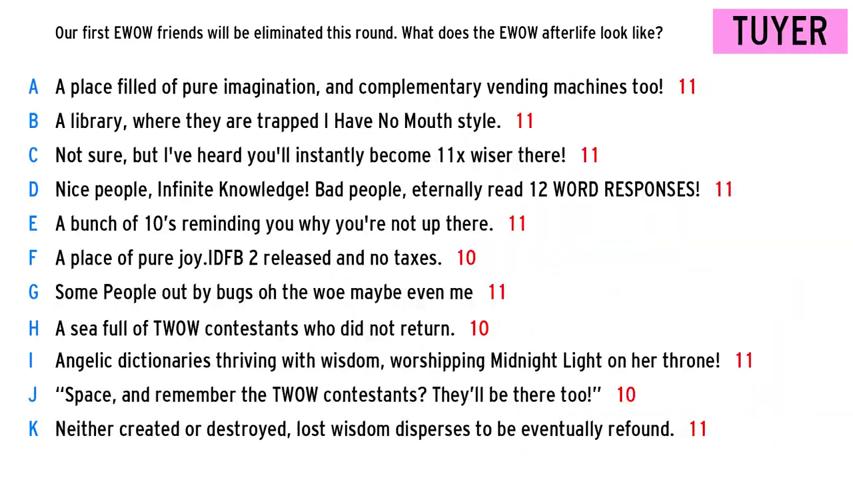 Our first EWOW friends will be eliminated this round. What does the EWOW afterlife look like?
TUYER
A A place filled of pure imagination, and complementary vending machines too! 11
B A library, where they are trapped I Have No Mouth style. 11
C Not sure, but I've heard you'll instantly become 11x wiser there! 11
D Nice people, Infinite Knowledge! Bad people, eternally read 12 WORD RESPONSES! 11
E A bunch of 10’s reminding you why you're not up there. 11
F A place of pure joy.IDFB 2 released and no taxes. 10
G Some People out by bugs oh the woe maybe even me 11
H A sea full of TWOW contestants who did not return. 10
I Angelic dictionaries thriving with wisdom, worshipping Midnight Light on her throne! 11
J “Space, and remember the TWOW contestants? They’ll be there too!” 10
K Neither created or destroyed, lost wisdom disperses to be eventually refound. 11